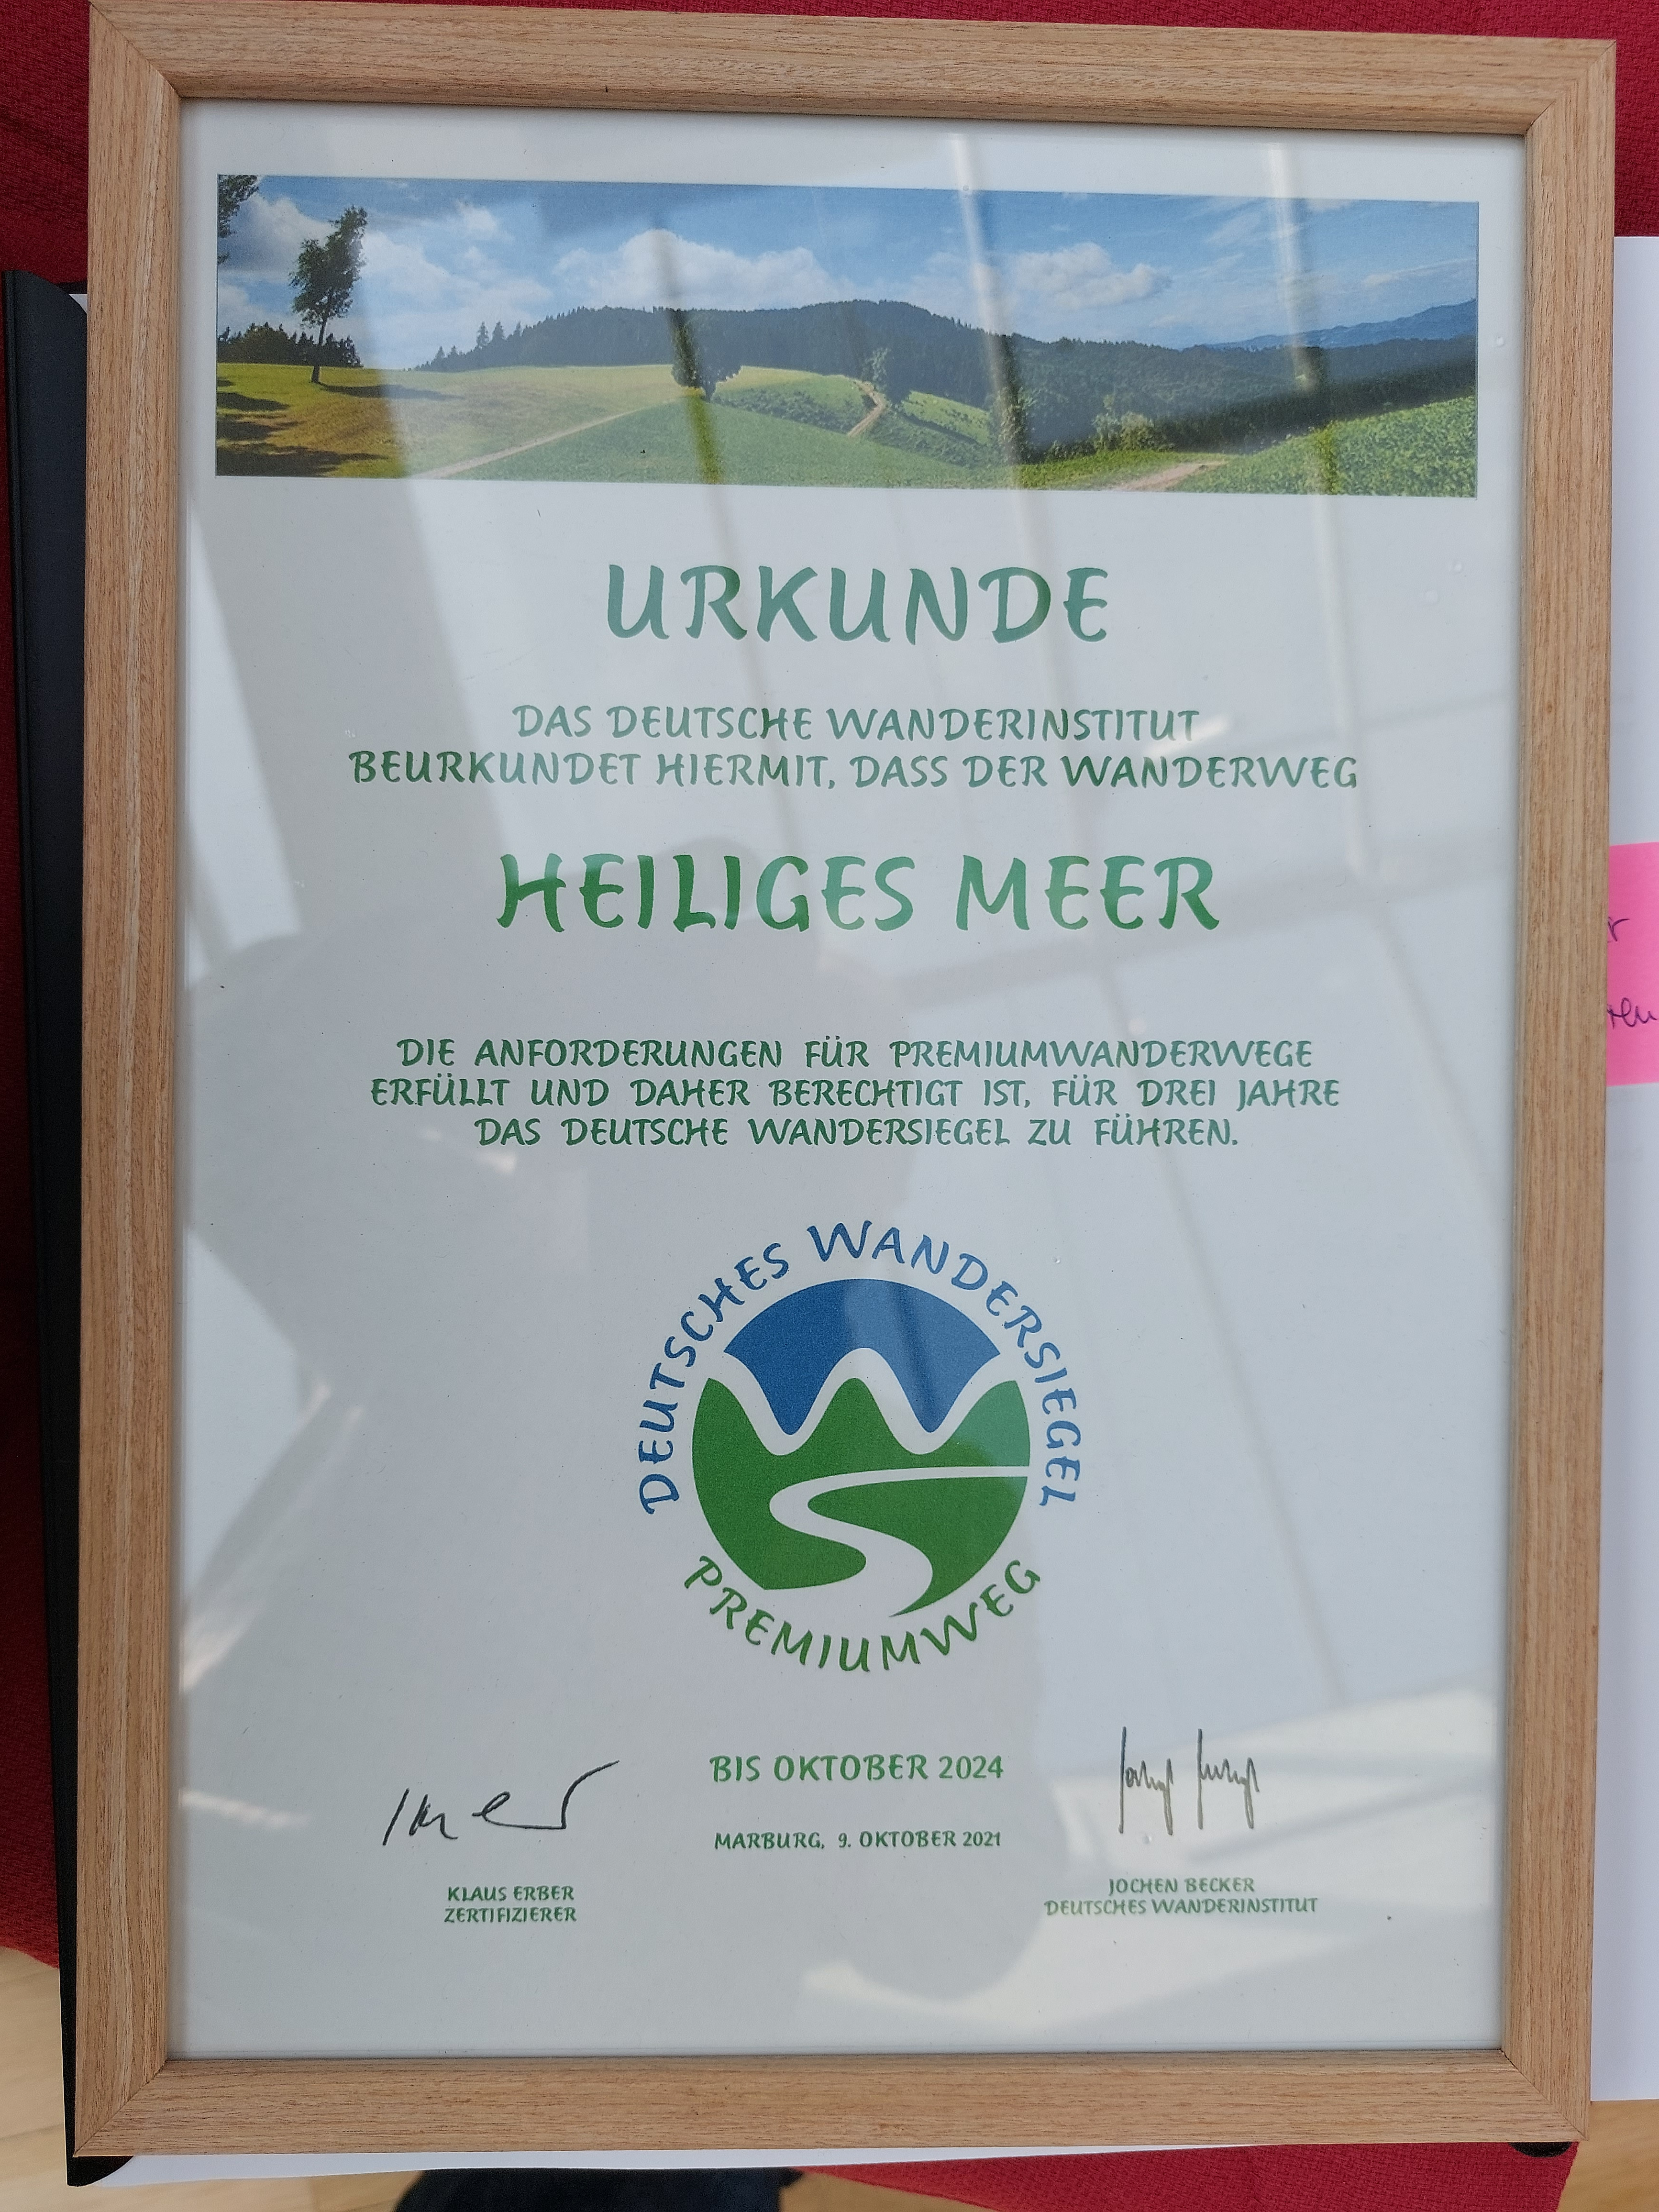 URKUNDE
DAS DEUTSCHE WANDERINSTITUT
BEURKUNDET HIERMIT, DASS DER WANDERWEG
HEILIGES MEER
DIE ANFORDERUNGEN FÜR PREMIUMWANDERWEGE
ERFÜLLT UND DAHER BERECHTIGT IST, FÜR DREI JAHRE
DAS DEUTSCHE WANDERSIEGEL ZU FÜHREN.
DEUTSCHES WANDERSIEGEL
PREMIUMWEG
BIS OKTOBER 2024
MARBURG, 9. OKTOBER 2021
KLAUS ERBER
ZERTIFIZIERER
JOCHEN BECKER
DEUTSCHES WANDERINSTITUT